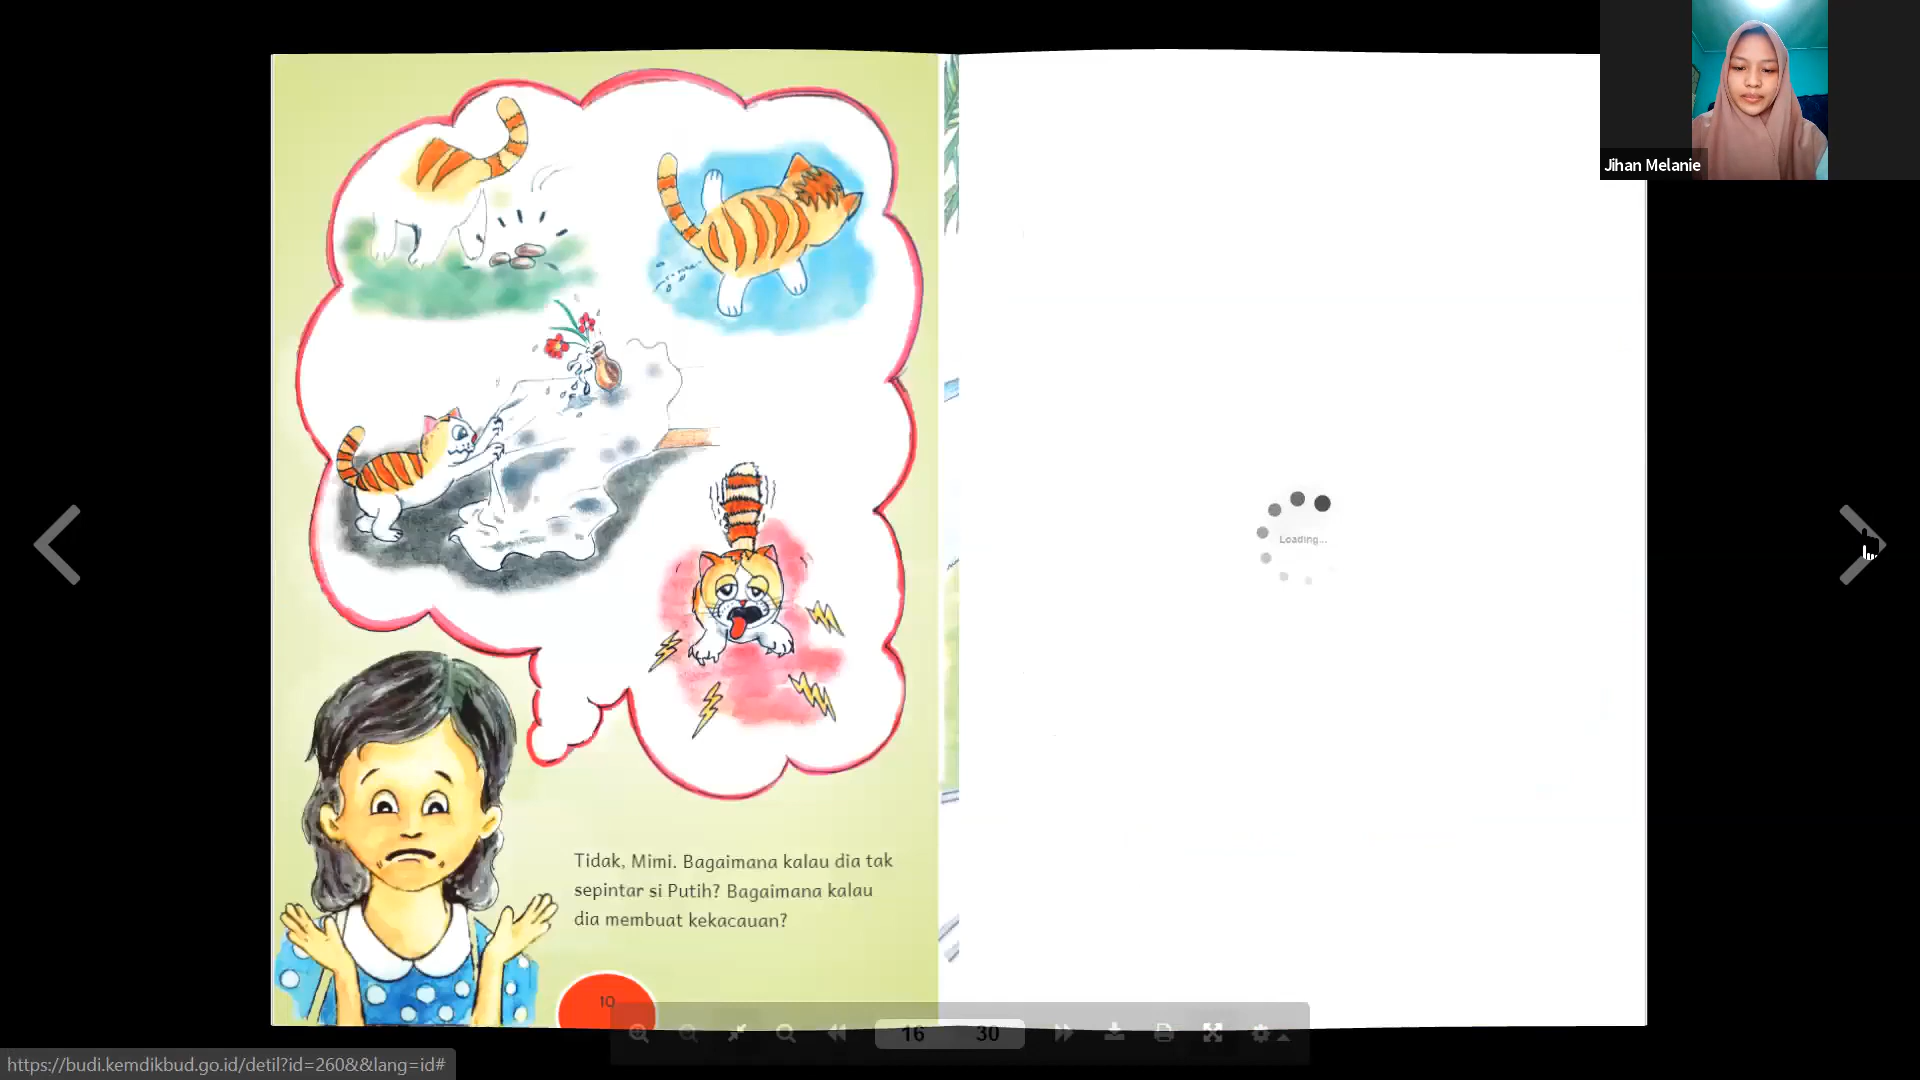 Jihan Melanie
Loading...
Tidak, Mimi. Bagaimana kalau dia tak
sepintar si Putih? Bagaimana kalau
dia membuat kekacauan?
10
16 30
https://budi.kemdikbud.go.id/detil?id=260&&lang=id#